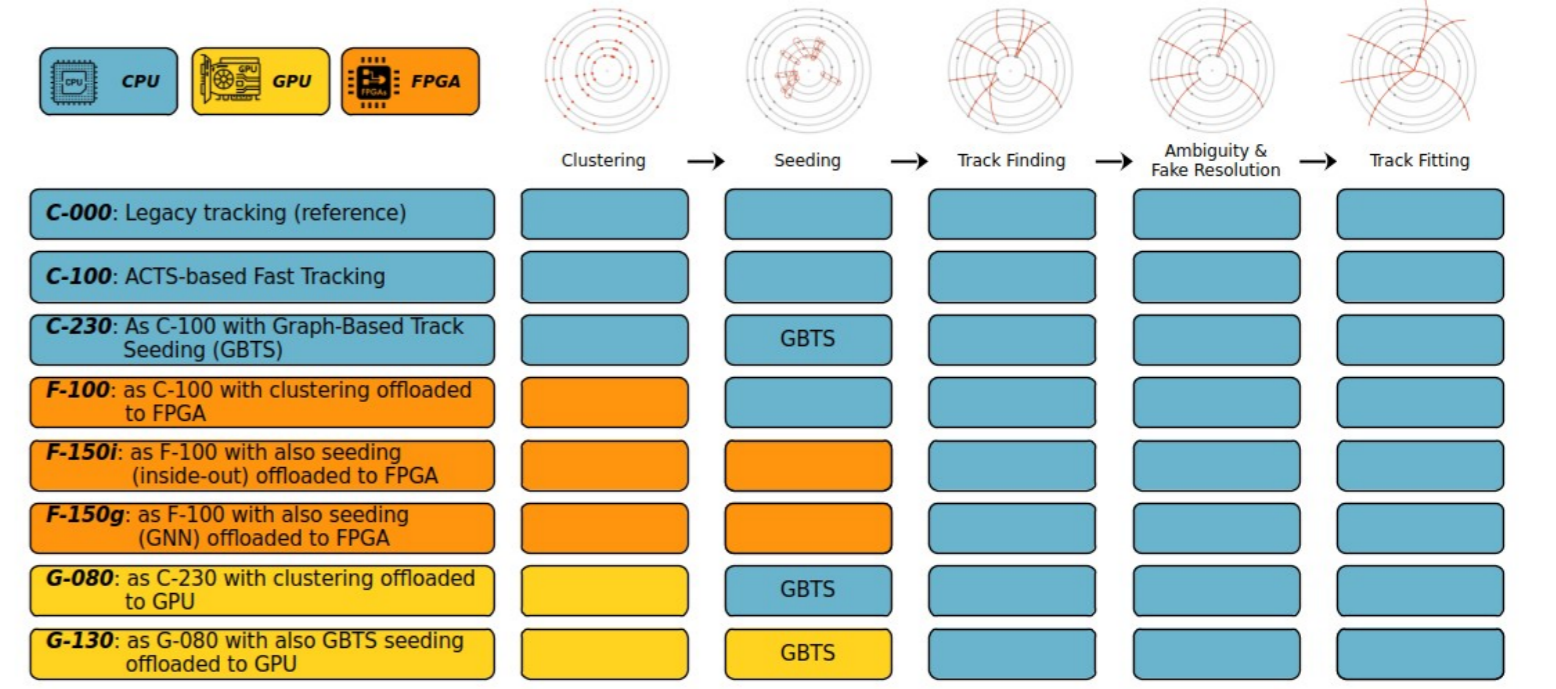 CPU
CPU
GPU
GPU
FPGAs
FPGA
Clustering
Seeding
Track Finding
Ambiguity &
Fake Resolution
Track Fitting
C-000: Legacy tracking (reference)
C-100: ACTS-based Fast Tracking
C-230: As C-100 with Graph-Based Track
Seeding (GBTS)
GBTS
F-100: as C-100 with clustering offloaded
to FPGA
F-150i: as F-100 with also seeding
(inside-out) offloaded to FPGA
F-150g: as F-100 with also seeding
(GNN) offloaded to FPGA
G-080: as C-230 with clustering offloaded
to GPU
GBTS
G-130: as G-080 with also GBTS seeding
offloaded to GPU
GBTS